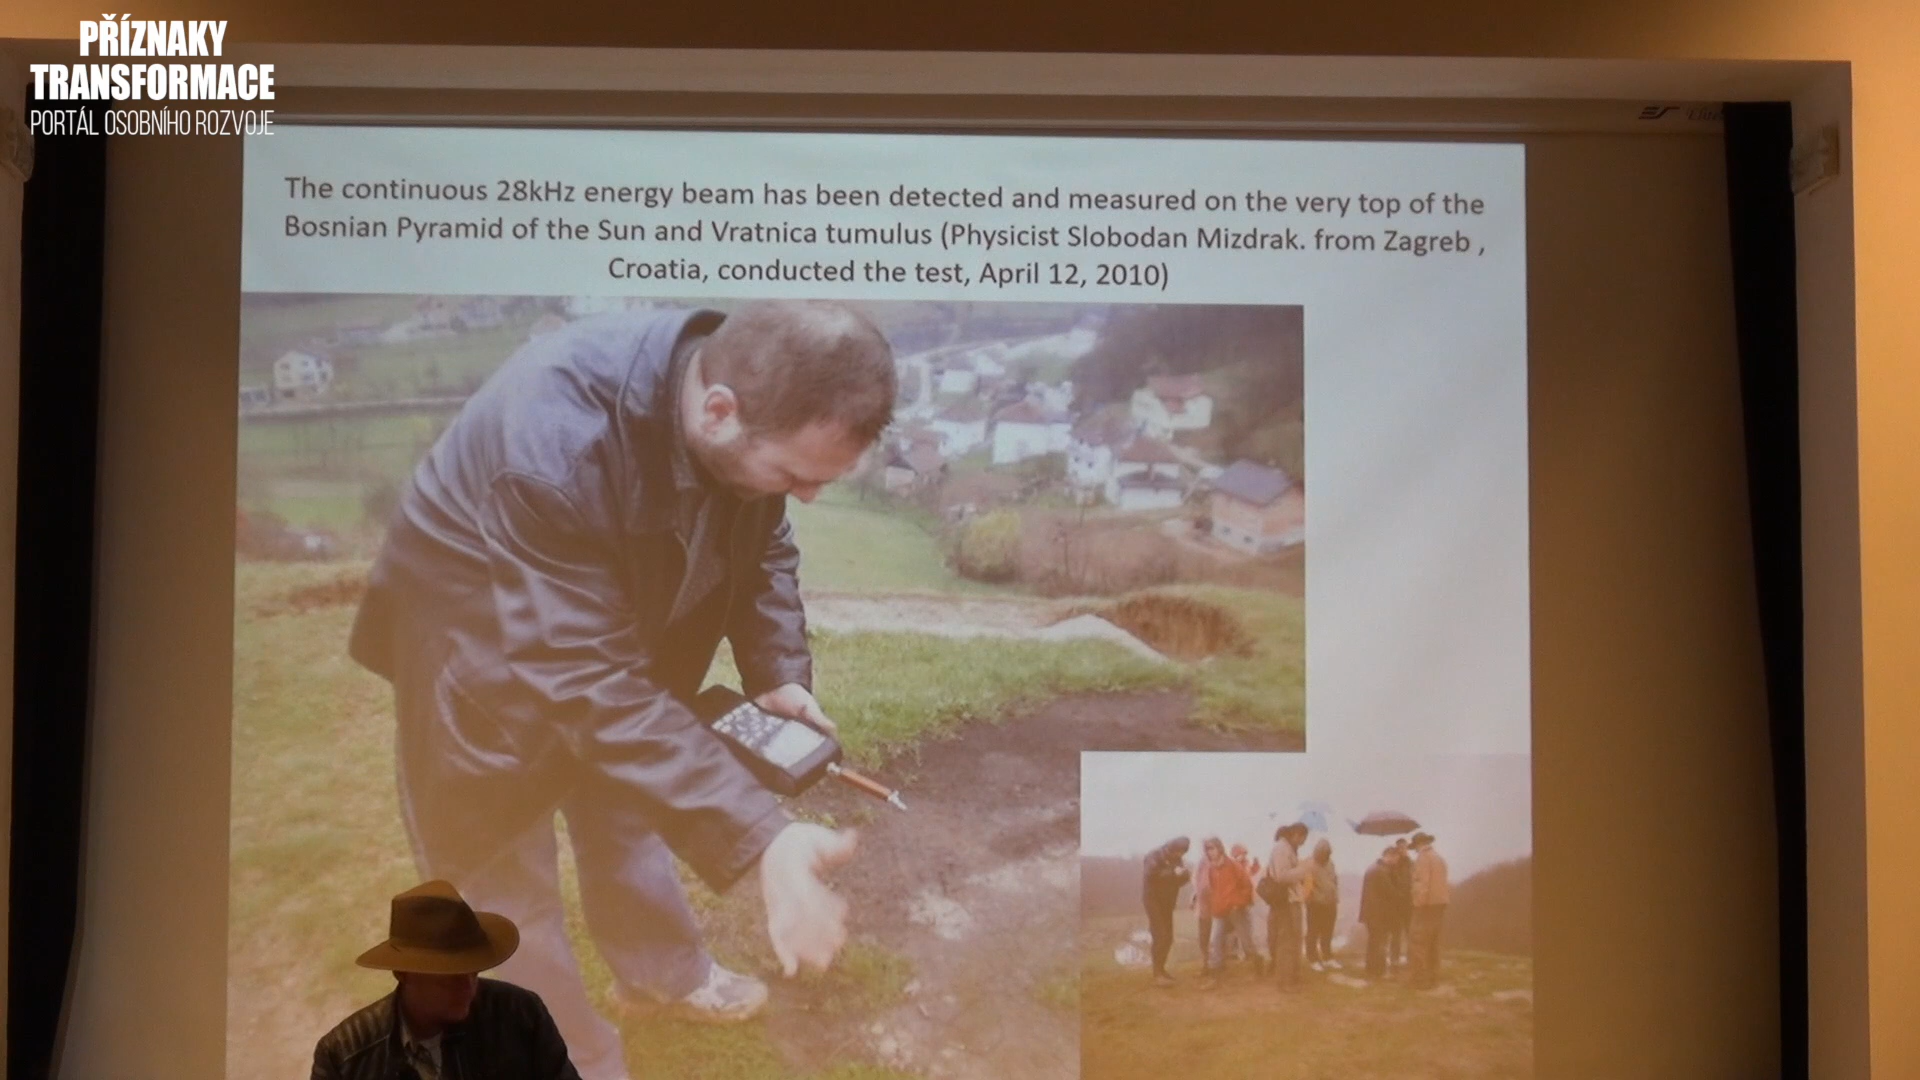 PŘÍZNAKY
TRANSFORMACE
PORTÁL OSOBNÍHO ROZVOJE
The continuous 28kHz energy beam has been detected and measured on the very top of the
Bosnian Pyramid of the Sun and Vratnica tumulus (Physicist Slobodan Mizdrak. from Zagreb ,
Croatia, conducted the test, April 12, 2010)